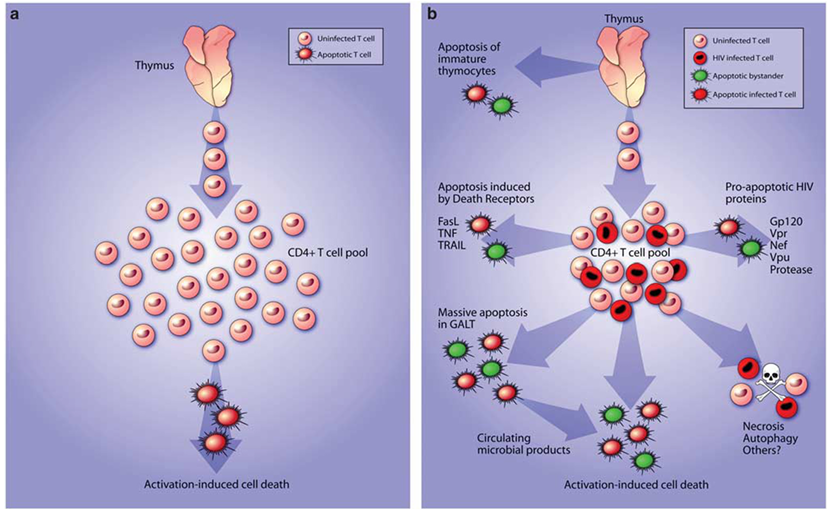 a
Thymus
Uninfected T cell
Apoptotic T cell
CD4+ T cell pool
Activation-induced cell death
b
Thymus
Uninfected T cell
HIV infected T cell
Apoptotic bystander
Apoptotic infected T cell
Apoptosis of
immature
thymocytes
Apoptosis induced
by Death Receptors
FasL
TNF
TRAIL
Pro-apoptotic HIV
proteins
Gp120
Vpr
Nef
Vpu
Protease
CD4+ T cell pool
Massive apoptosis
in GALT
Circulating
microbial products
Necrosis
Autophagy
Others?
Activation-induced cell death